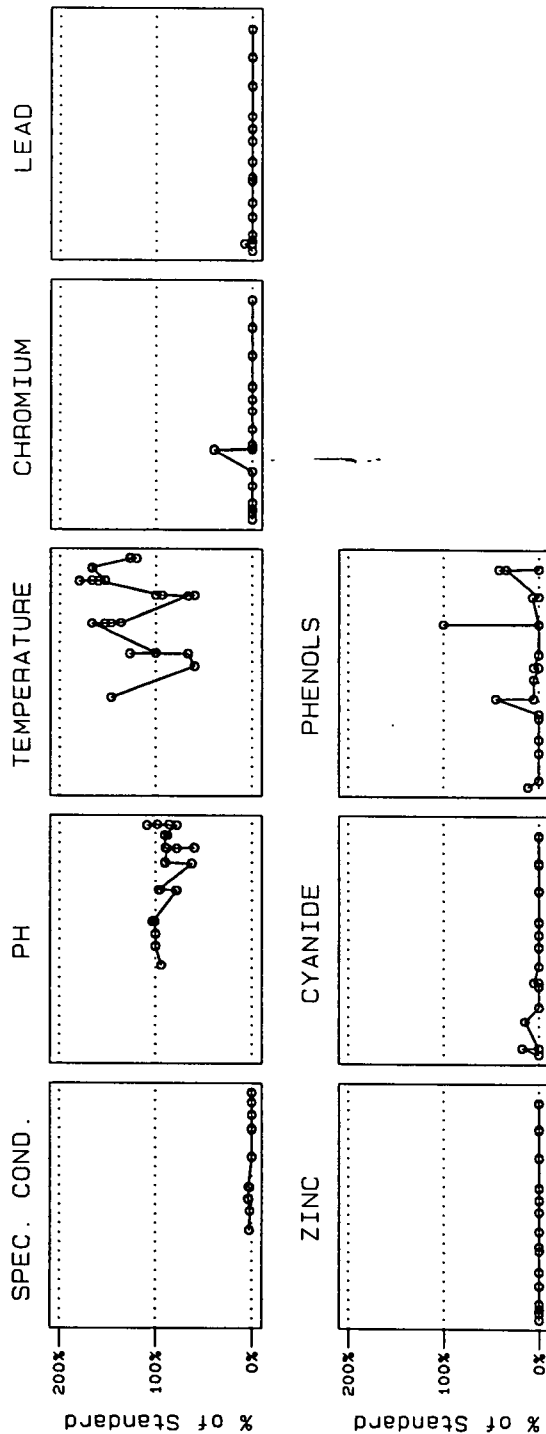 SPEC. COND. PH TEMPERATURE CHROMIUM LEAD
200%
100%
0%
% of Standard
ZINC CYANIDE PHENOLS
200%
100%
0%
% of Standard